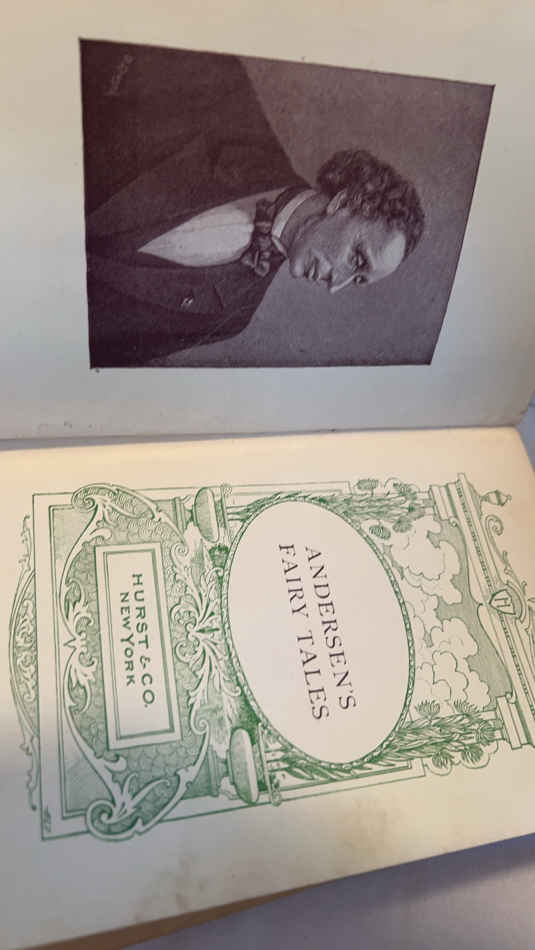 ANDERSEN'S
FAIRY TALES
HURST & CO.
NEW YORK